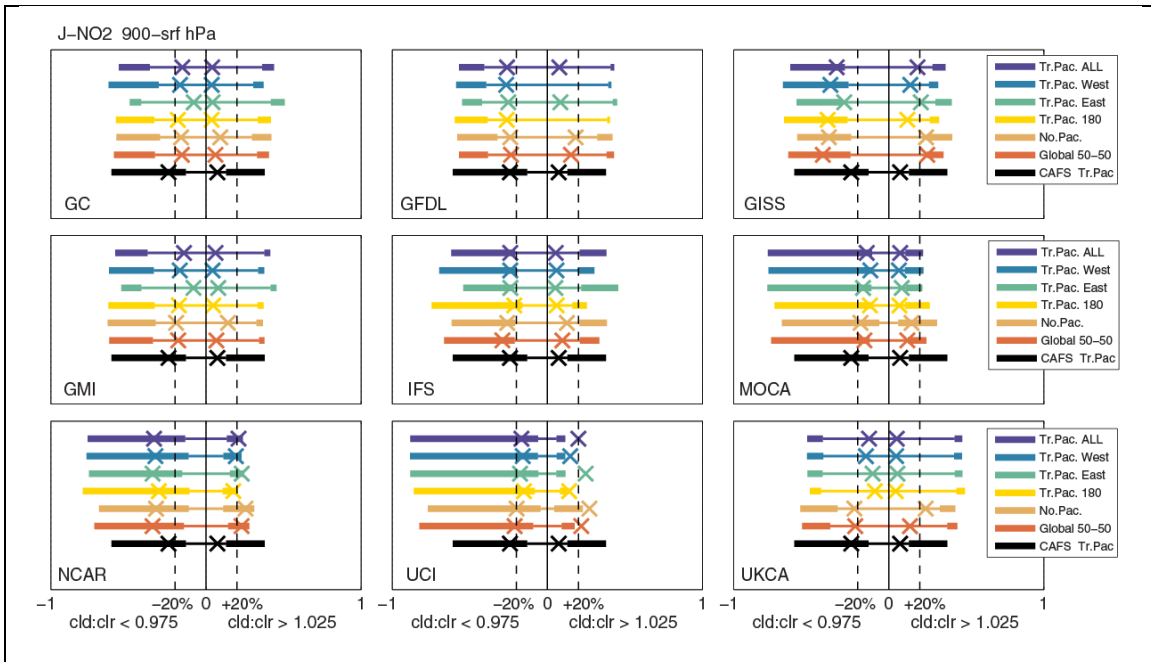 J−NO2 900−srf hPa
Tr.Pac. ALL
Tr.Pac. West
Tr.Pac. East
Tr.Pac. 180
No.Pac.
Global 50−50
CAFS Tr.Pac
GC
GFDL
GISS
Tr.Pac. ALL
Tr.Pac. West
Tr.Pac. East
Tr.Pac. 180
No.Pac.
Global 50−50
CAFS Tr.Pac
GMI
IFS
MOCA
Tr.Pac. ALL
Tr.Pac. West
Tr.Pac. East
Tr.Pac. 180
No.Pac.
Global 50−50
CAFS Tr.Pac
NCAR
UCI
UKCA
−1 −20% 0 +20% 1 −20% 0 +20% 1 −1 −20% 0 +20% 1
cld:clr < 0.975 cld:clr > 1.025 cld:clr < 0.975 cld:clr > 1.025 cld:clr < 0.975 cld:clr > 1.025